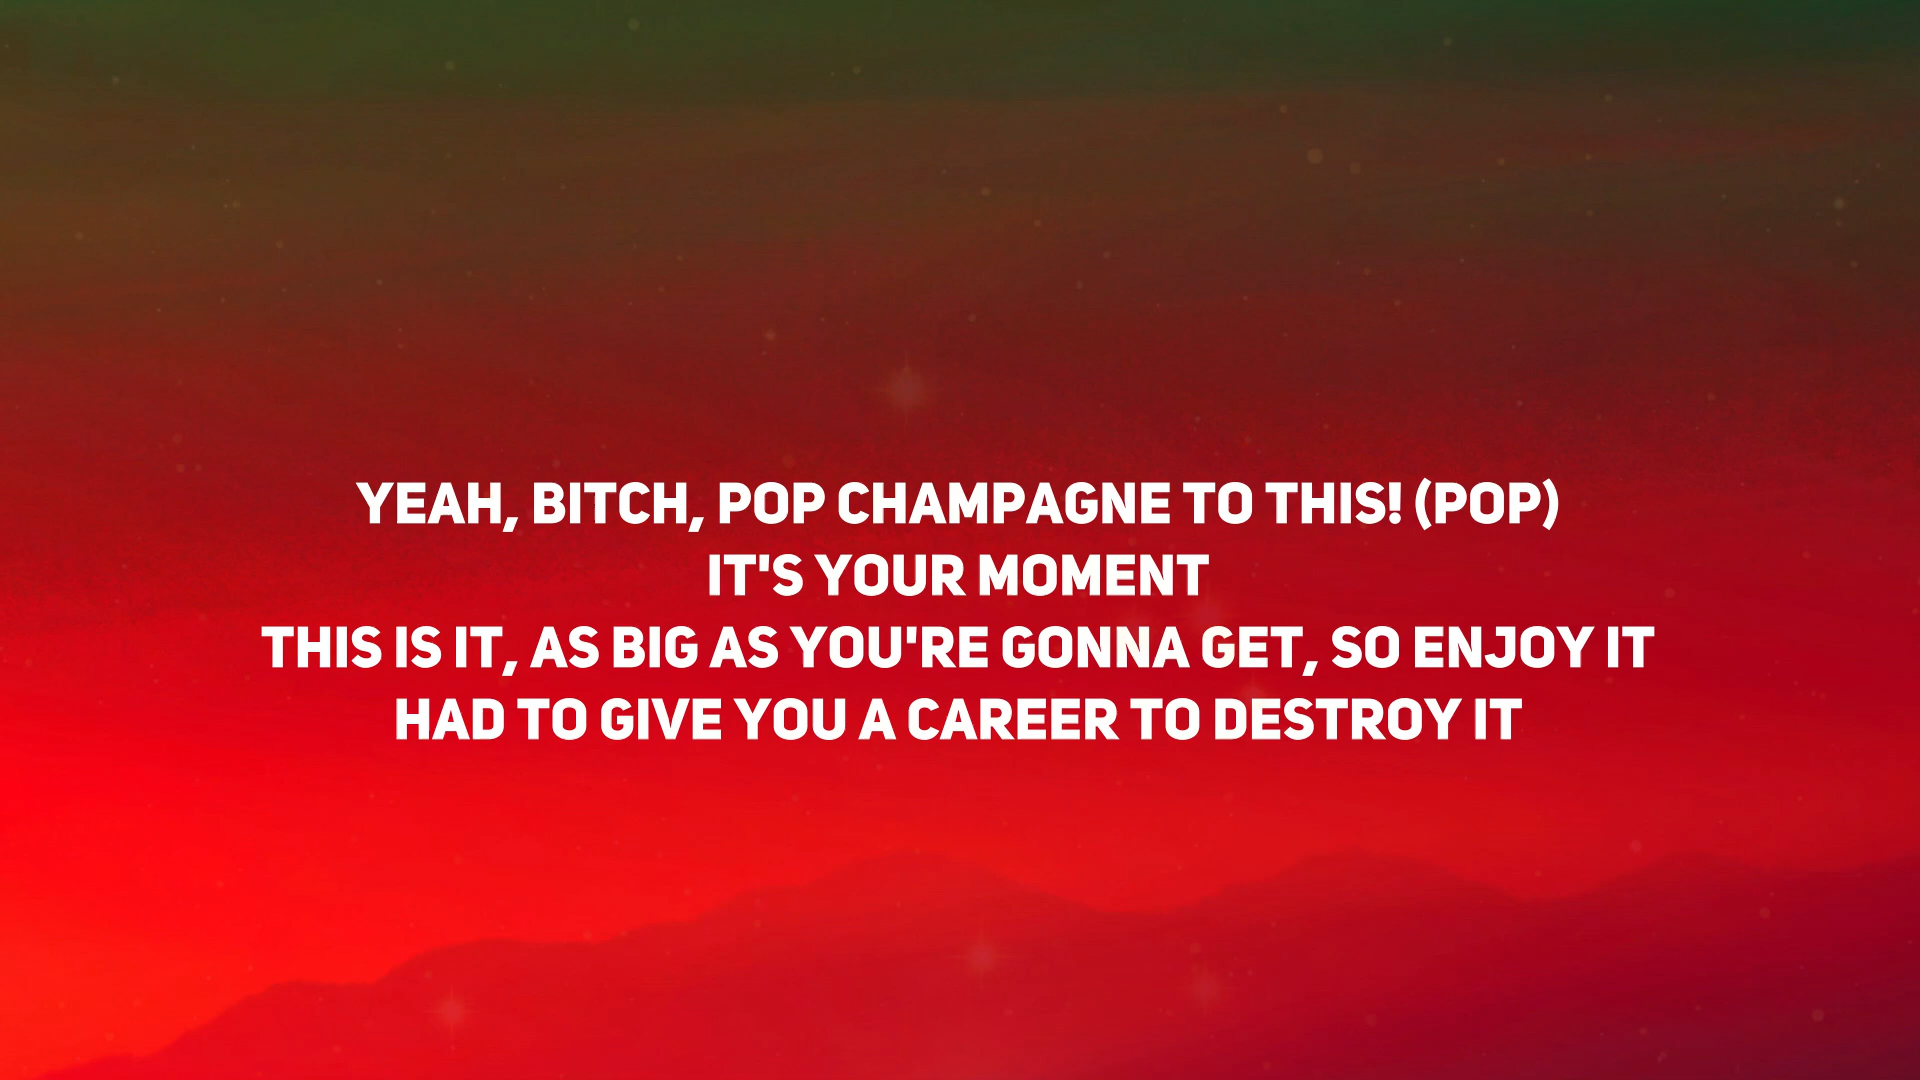 YEAH, BITCH, POP CHAMPAGNE TO THIS! (POP)
IT'S YOUR MOMENT
THIS IS IT, AS BIG AS YOU'RE GONNA GET, SO ENJOY IT
HAD TO GIVE YOU A CAREER TO DESTROY IT